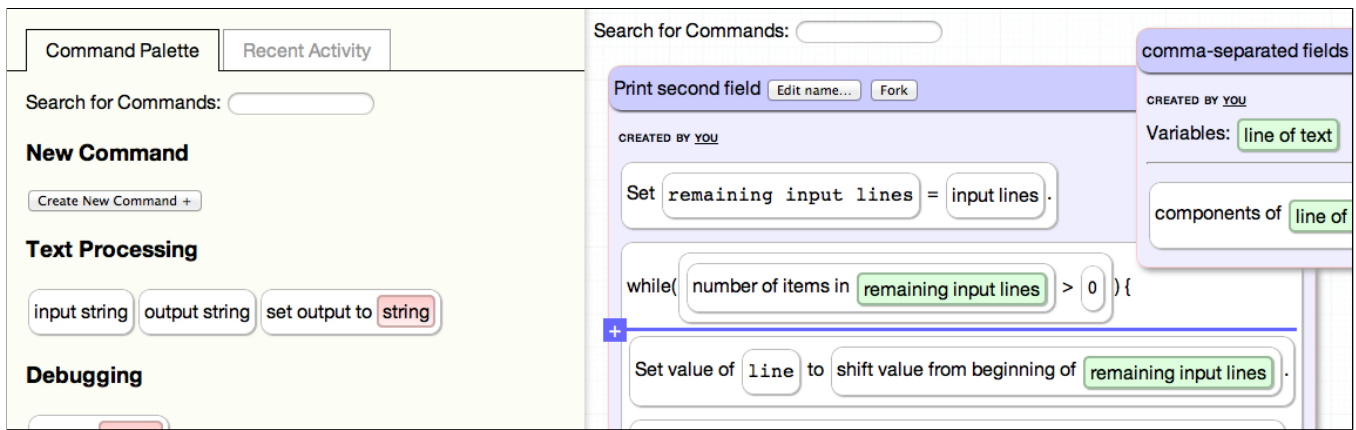 Command Palette
Recent Activity
Search for Commands:
New Command
Create New Command +
Text Processing
input string output string set output to string
Debugging
Search for Commands:
Print second field Edit name... Fork
CREATED BY YOU
Set remaining input lines = input lines .
while( number of items in remaining input lines > 0 ) {
+
Set value of line to shift value from beginning of remaining input lines .
comma-separated fields
CREATED BY YOU
Variables: line of text
components of line of